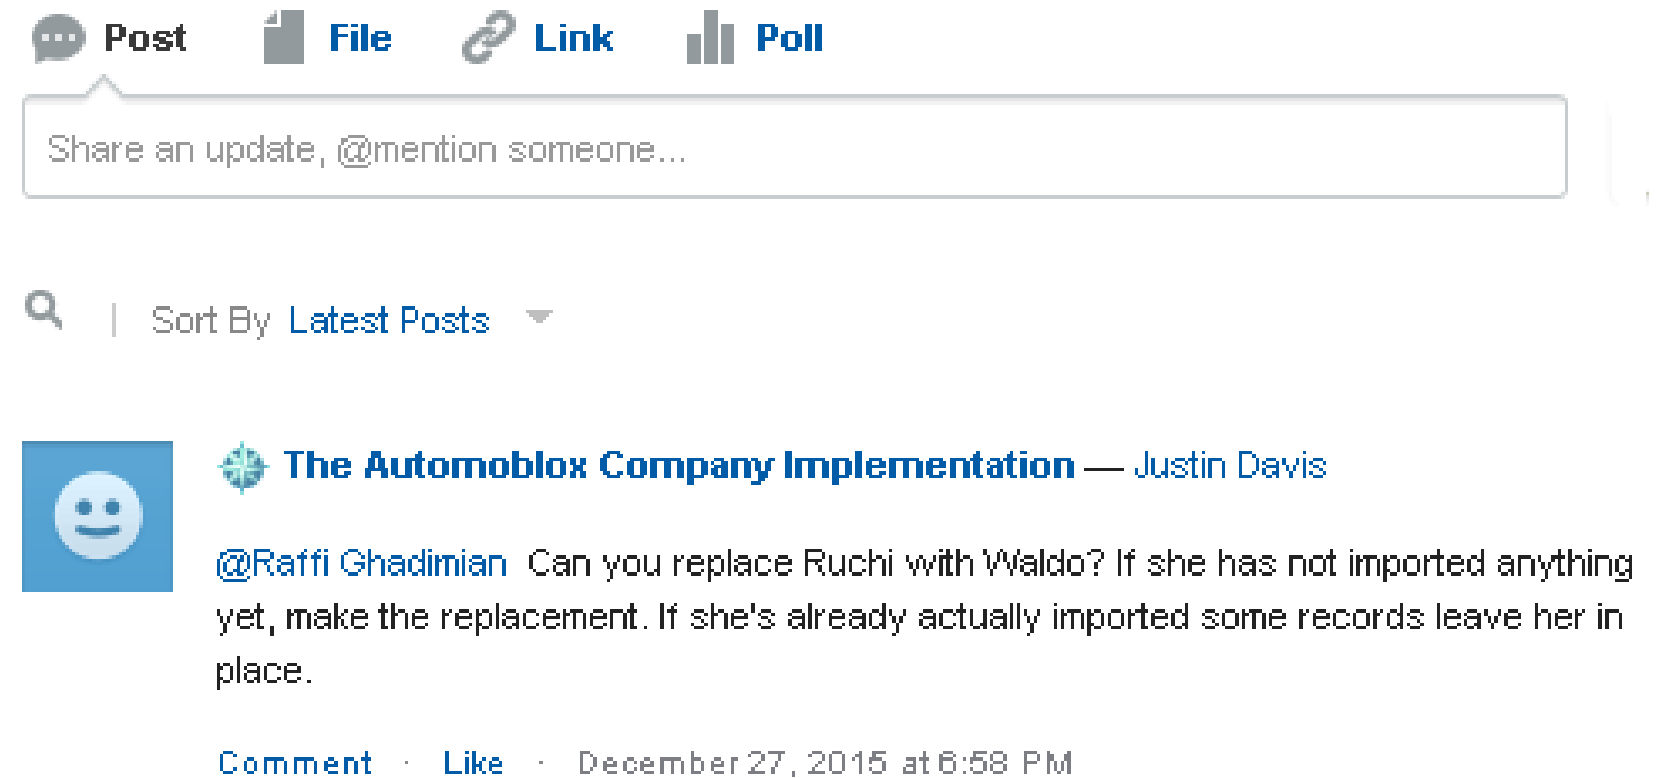 Post File Link Poll
Share an update, @mention someone...
Sort By Latest Posts
The Automoblox Company Implementation — Justin Davis
@Raffi Ghadimian Can you replace Ruchi with Waldo? If she has not imported anything
yet, make the replacement. If she's already actually imported some records leave her in
place.
Comment · Like · December 27, 2015 at 6:58 PM